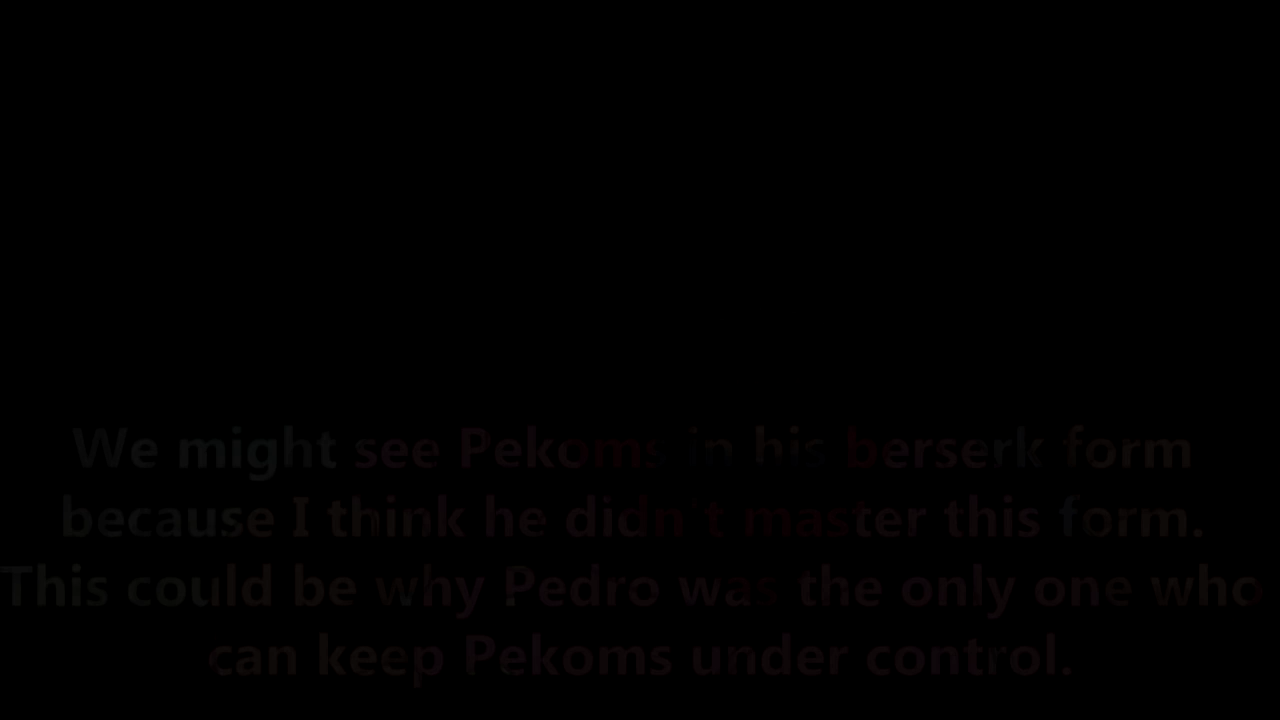 We might see Pekoms in his berserk form
because I think he didn't master this form.
This could be why Pedro was the only one who
can keep Pekoms under control.